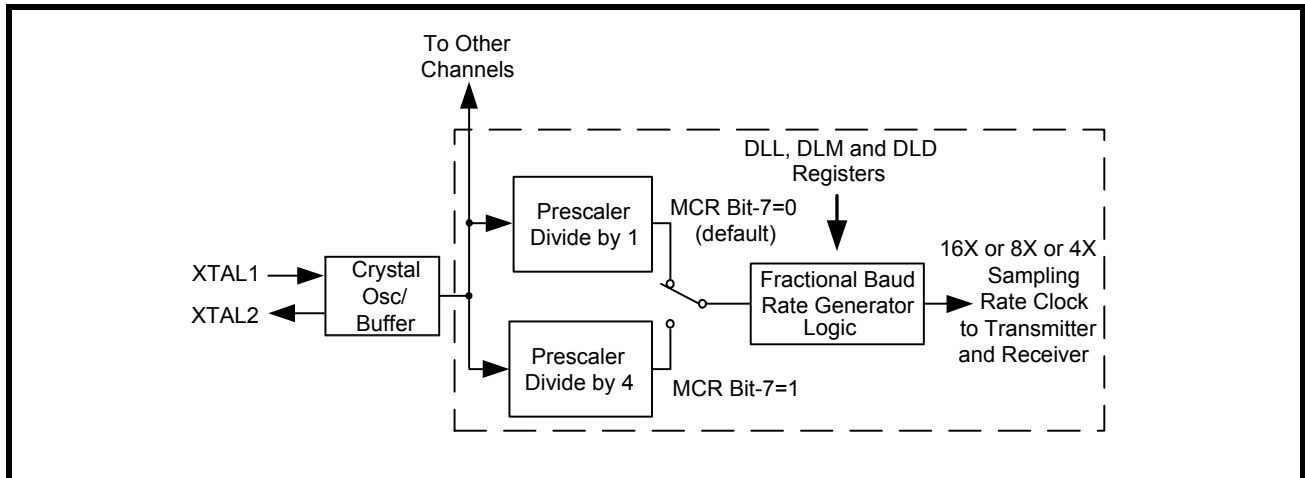 To Other
Channels
DLL, DLM and DLD
Registers
Prescaler
Divide by 1
MCR Bit-7=0
(default)
16X or 8X or 4X
Sampling
Rate Clock
to Transmitter
and Receiver
XTAL1
XTAL2
Crystal
Osc/
Buffer
Fractional Baud
Rate Generator
Logic
Prescaler
Divide by 4
MCR Bit-7=1